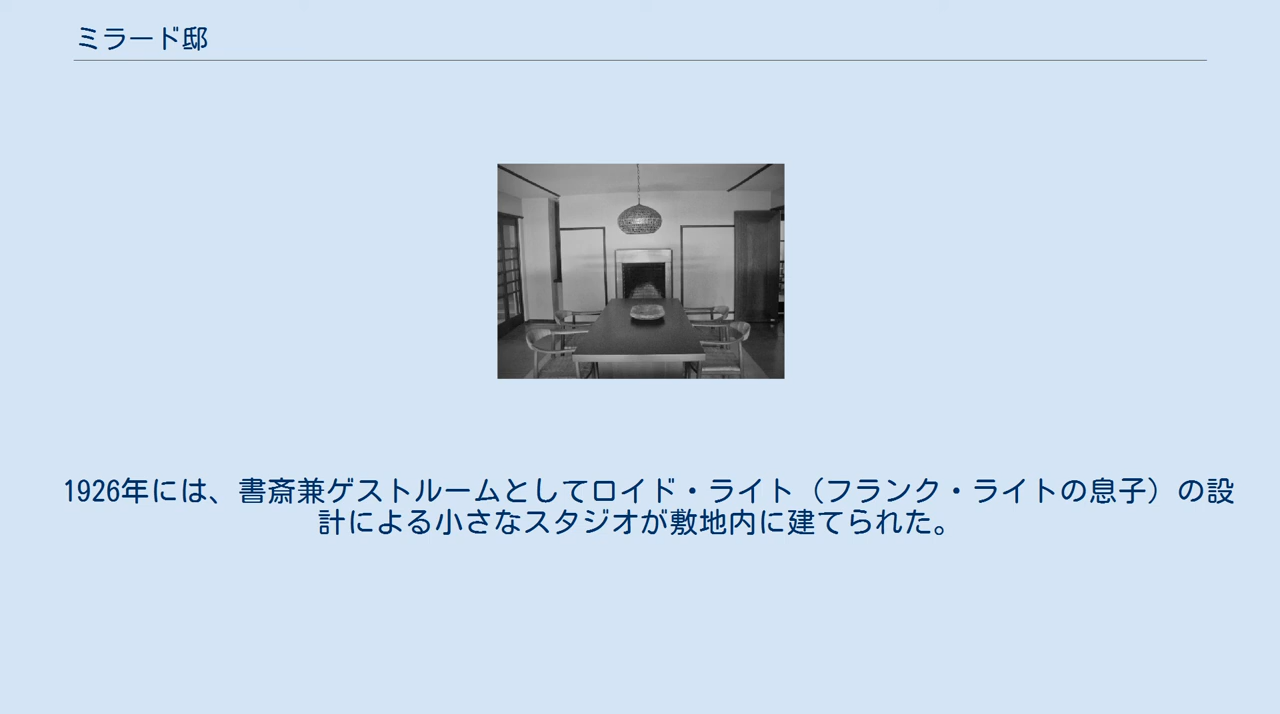 ミラード邸
1926年には、書斎兼ゲストルームとしてロイド・ライト（フランク・ライトの息子）の設
計による小さなスタジオが敷地内に建てられた。